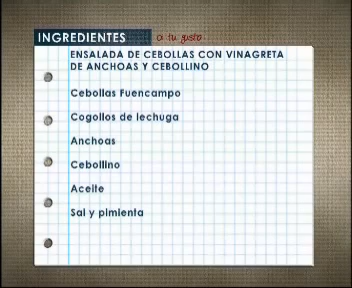 INGREDIENTES a tu gusto
ENSALADA DE CEBOLLAS CON VINAGRETA
DE ANCHOAS Y CEBOLLINO
Cebollas Fuencampo
Cogollos de lechuga
Anchoas
Cebollino
Aceite
Sal y pimienta